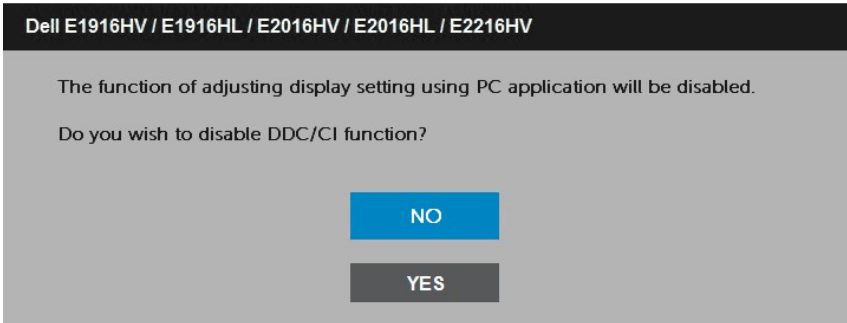 Dell E1916HV / E1916HL / E2016HV / E2016HL / E2216HV
The function of adjusting display setting using PC application will be disabled.
Do you wish to disable DDC/CI function?
NO
YES